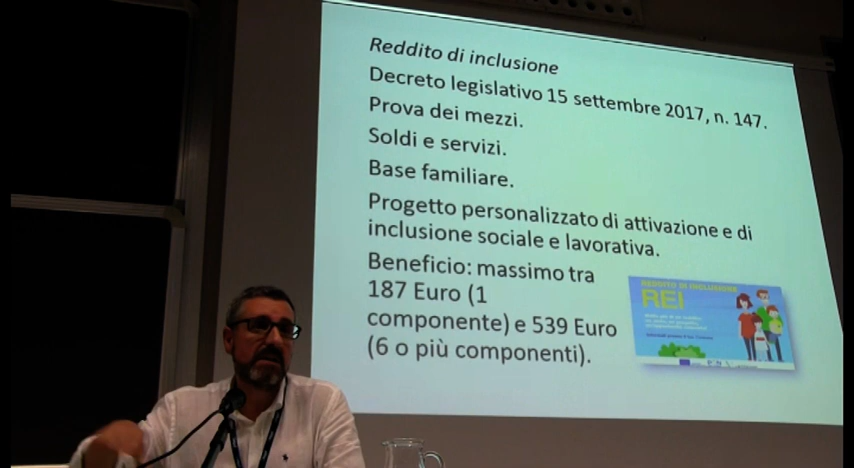 Reddito di inclusione
Decreto legislativo 15 settembre 2017, n. 147.
Prova dei mezzi.
Soldi e servizi.
Base familiare.
Progetto personalizzato di attivazione e di
inclusione sociale e lavorativa.
Beneficio: massimo tra
187 Euro (1
componente) e 539 Euro
(6 o più componenti).
REDDITO DI INCLUSIONE
REI